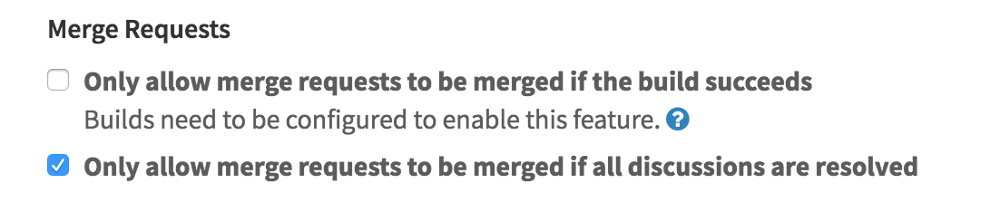 Merge Requests
Only allow merge requests to be merged if the build succeeds
Builds need to be configured to enable this feature. ?
Only allow merge requests to be merged if all discussions are resolved